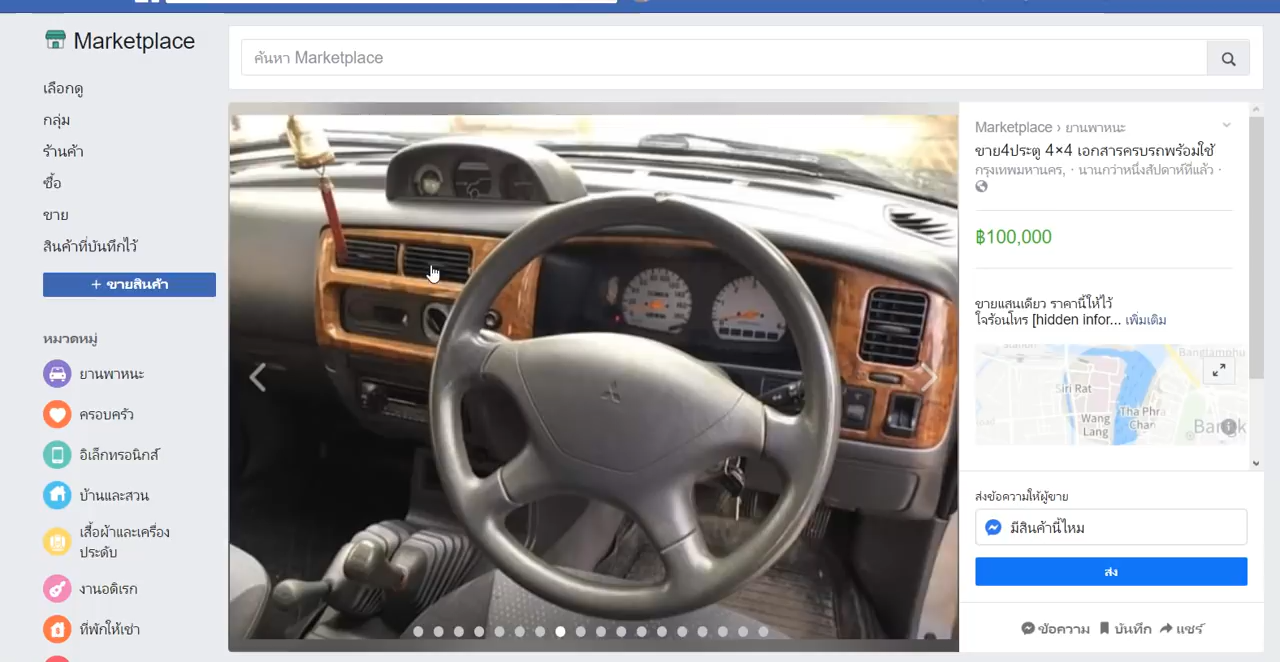 Marketplace
ค้นหา Marketplace
เลือกดู
กลุ่ม
ร้านค้า
ซื้อ
ขาย
สินค้าที่บันทึกไว้
+ ขายสินค้า
หมวดหมู่
ยานพาหนะ
ครอบครัว
อิเล็กทรอนิกส์
บ้านและสวน
เสื้อผ้าและเครื่อง
ประดับ
งานอดิเรก
ที่พักให้เช่า
Marketplace › ยานพาหนะ
ขาย4ประตู 4×4 เอกสารครบรถพร้อมใช้
กรุงเทพมหานคร, · นานกว่าหนึ่งสัปดาห์ที่แล้ว ·
฿100,000
ขายแสนเดียว ราคานี้ให้ไว้
ใจร้อนโทร [hidden infor... เพิ่มเติม
Banglamphu
Siri Rat
Wang
Lang
Tha Phra
Chan
ส่งข้อความให้ผู้ขาย
มีสินค้านี้ไหม
ส่ง
ข้อความ บันทึก แชร์